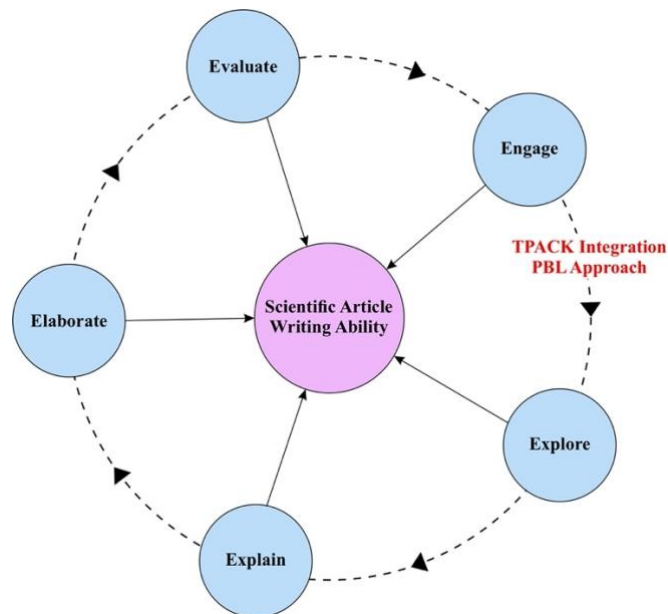 Evaluate
Engage
TPACK Integration
PBL Approach
Scientific Article
Writing Ability
Elaborate
Explore
Explain